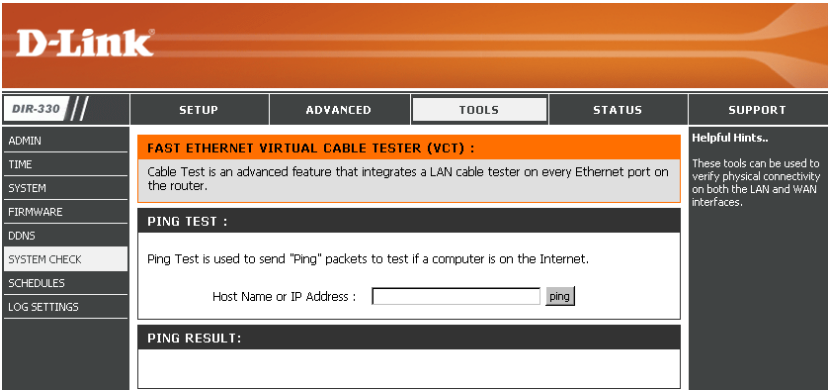 D-Link
DIR-330 //
SETUP
ADVANCED
TOOLS
STATUS
SUPPORT
ADMIN
TIME
SYSTEM
FIRMWARE
DDNS
SYSTEM CHECK
SCHEDULES
LOG SETTINGS
FAST ETHERNET VIRTUAL CABLE TESTER (VCT) :
Cable Test is an advanced feature that integrates a LAN cable tester on every Ethernet port on
the router.
PING TEST :
Ping Test is used to send "Ping" packets to test if a computer is on the Internet.
Host Name or IP Address :
ping
PING RESULT:
Helpful Hints..
These tools can be used to
verify physical connectivity
on both the LAN and WAN
interfaces.